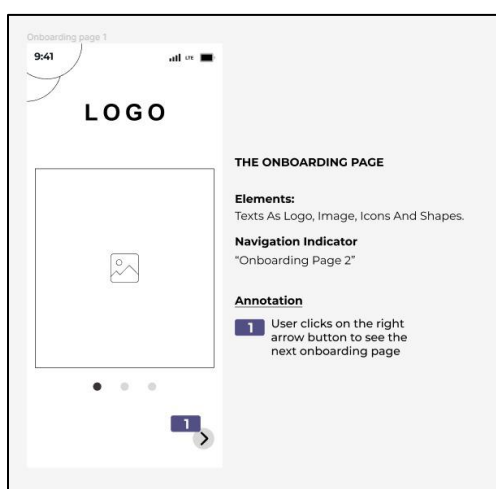 Onboarding page 1
9:41
LTE
LOGO
THE ONBOARDING PAGE
Elements:
Texts As Logo, Image, Icons And Shapes.
Navigation Indicator
“Onboarding Page 2”
Annotation
1 User clicks on the right
arrow button to see the
next onboarding page
1